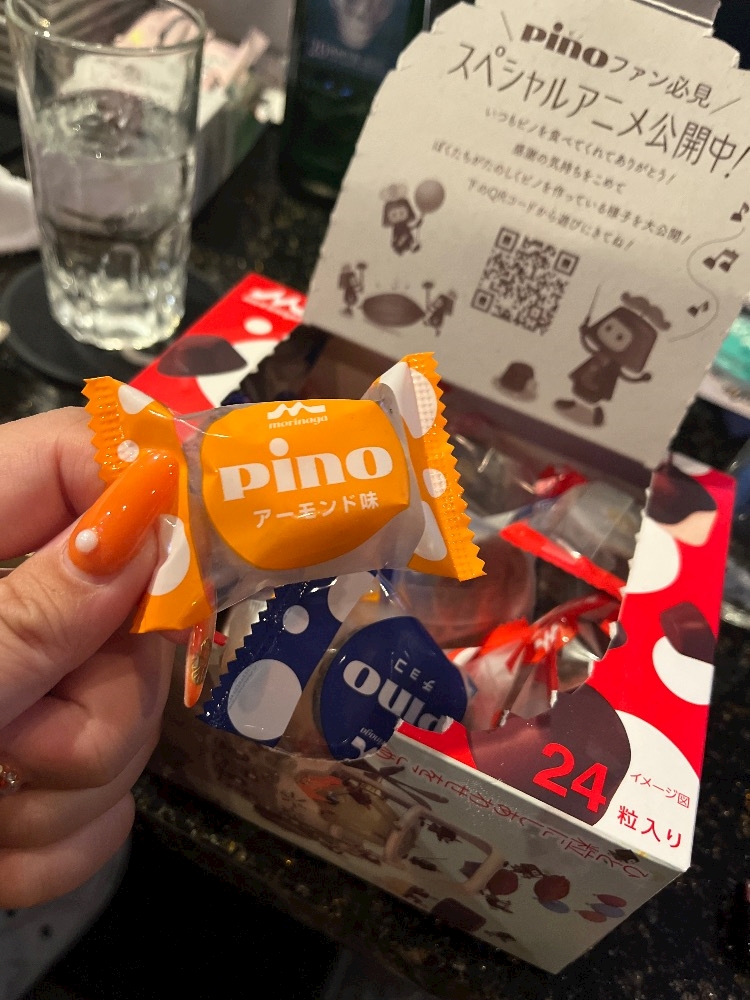 pino ファン必見
スペシャルアニメ公開中!
いつもピノを食べてくれてありがとう!
感謝の気持ちをこめて
ぼくたちがたのしくピノを作っている様子を大公開!
下のQRコードから遊びにきてね!
morinaga
pino
アーモンド味
pino
チョコ
24
粒入り
イメージ図